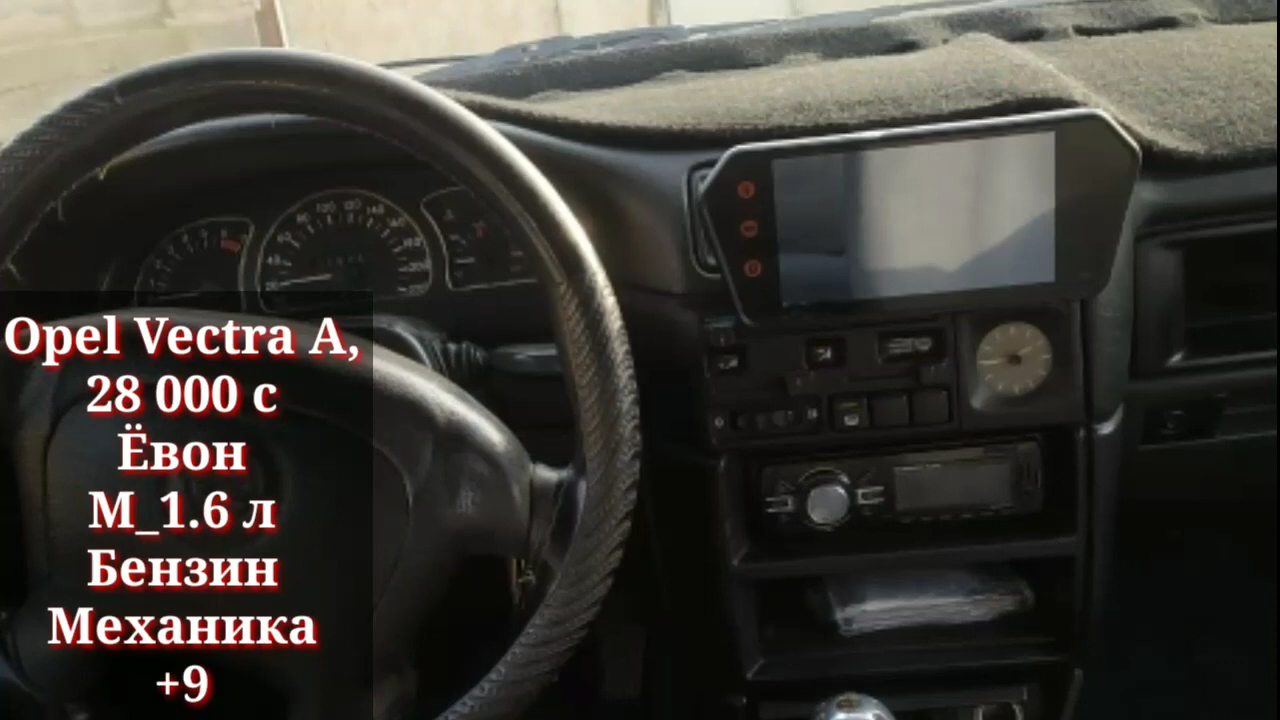 Opel Vectra A,
28 000 с
Ёвон
М_1.6 л
Бензин
Механика
+9